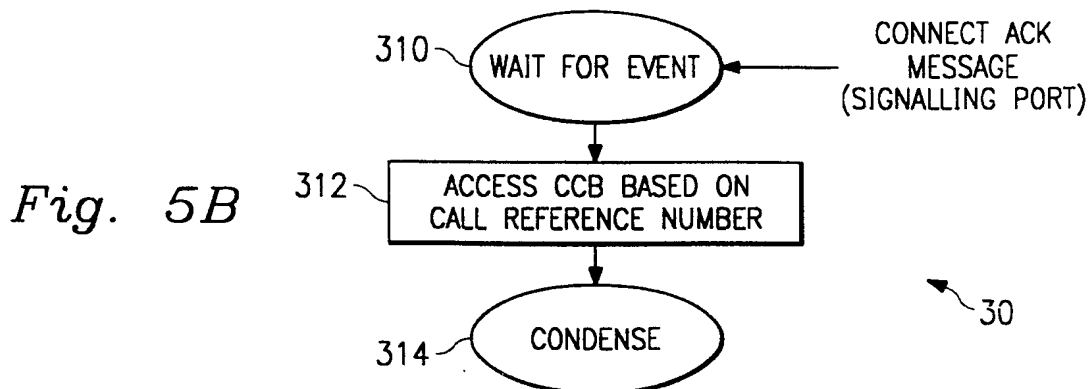 310
WAIT FOR EVENT
CONNECT ACK
MESSAGE
(SIGNALLING PORT)
Fig. 5B
312
ACCESS CCB BASED ON
CALL REFERENCE NUMBER
30
314
CONDENSE